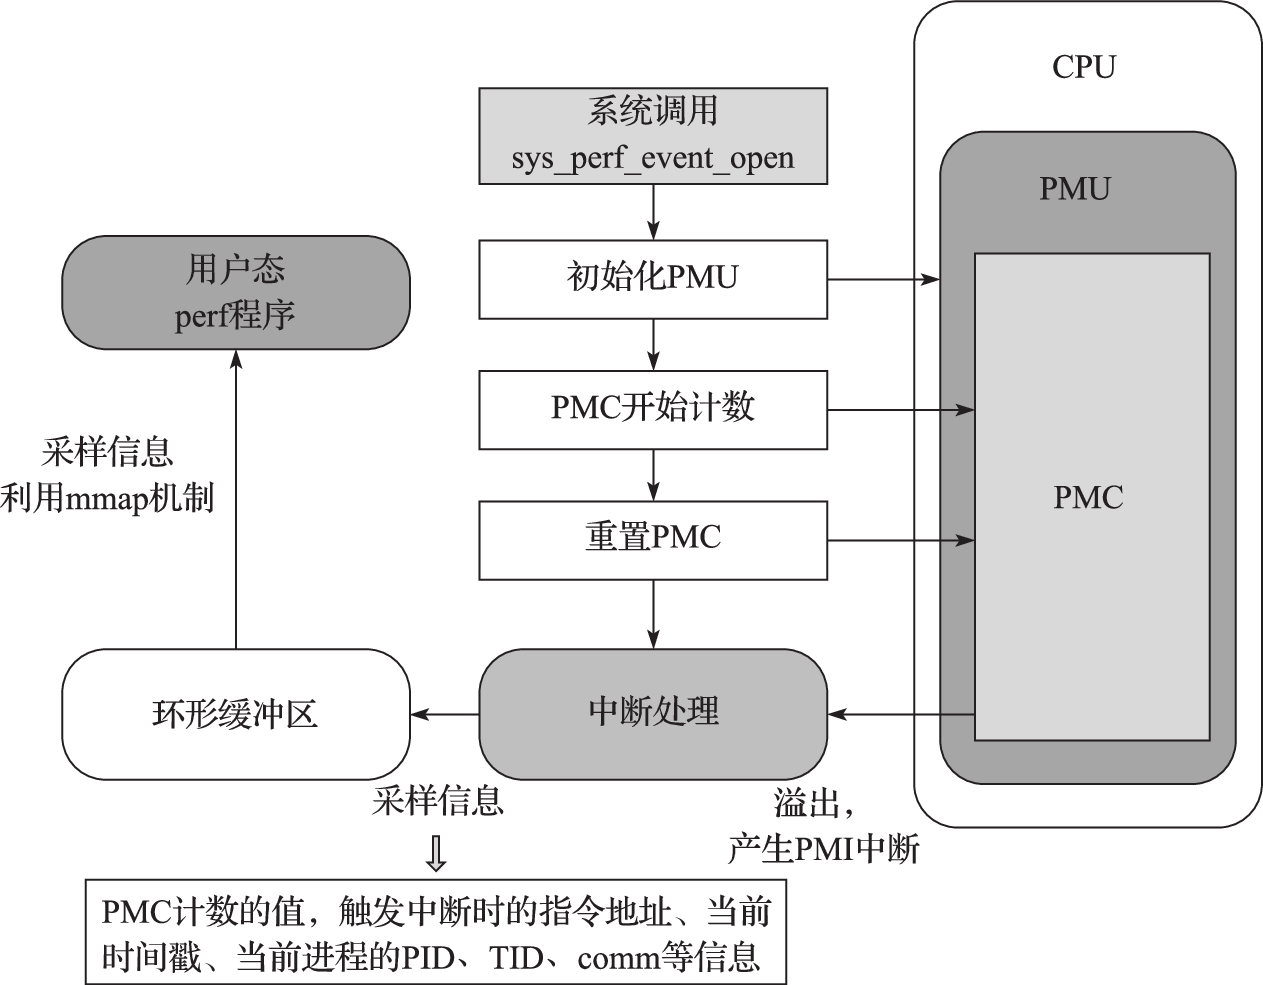 CPU
系统调用
sys_perf_event_open
PMU
初始化PMU
用户态
perf程序
PMC开始计数
采样信息
利用mmap机制
PMC
重置PMC
环形缓冲区
中断处理
采样信息
溢出，
产生PMI中断
PMC计数的值，触发中断时的指令地址、当前
时间戳、当前进程的PID、TID、comm等信息